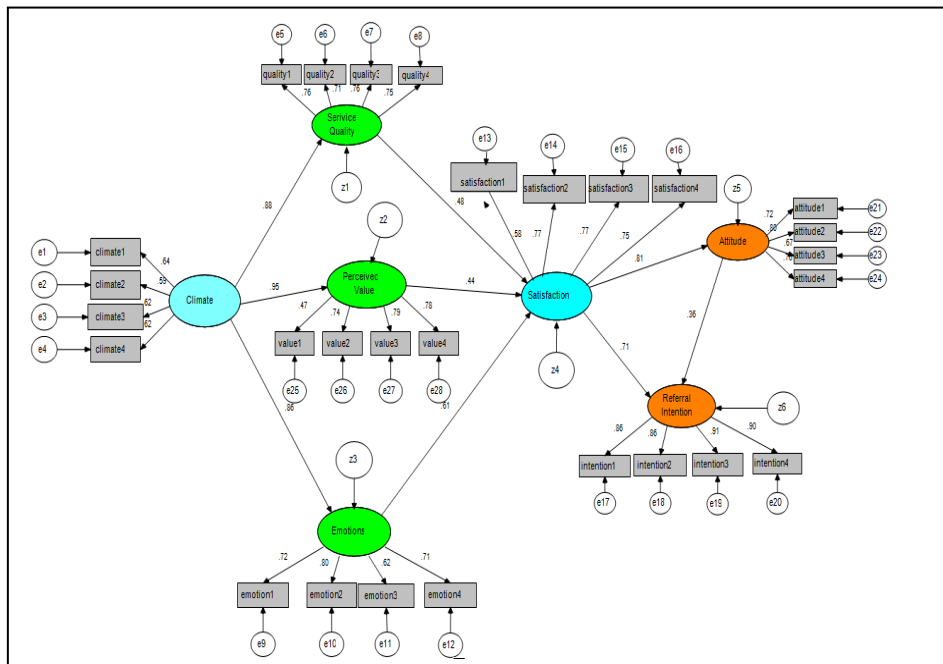 e5
e6
e7
e8
quality1
quality2
quality3
quality4
.76
.71
.76
.75
Serivice
Quality
z1
e13
e14
e15
e16
satisfaction1
satisfaction2
satisfaction3
satisfaction4
.48
.58
.77
.77
.75
z5
.72
.80
.67
attitude1
attitude2
attitude3
attitude4
e21
e22
e23
e24
Attitude
.88
z2
e1
e2
e3
e4
climate1
climate2
climate3
climate4
.64
.59
.62
.62
Climate
.95
Perceivec
Value
.44
Satisfaction
.81
.47
.74
.79
.78
value1
value2
value3
value4
e25
e26
e27
e28
z4
.71
.36
.86
.61
Referral
Intention
z6
.86
.86
.91
.90
intention1
intention2
intention3
intention4
e17
e18
e19
e20
z3
Emotions
.72
.80
.62
.71
emotion1
emotion2
emotion3
emotion4
e9
e10
e11
e12